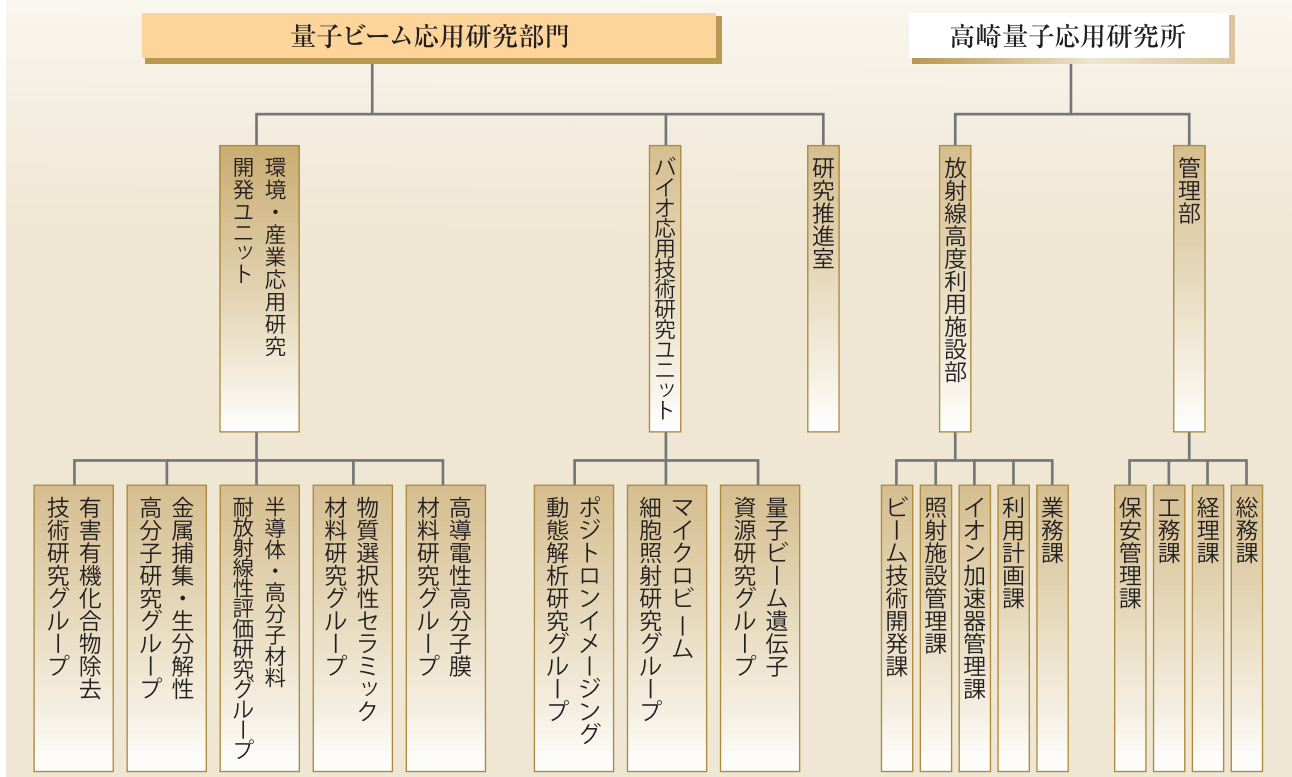 量子ビーム応用研究部門
高崎量子応用研究所
環境・産業応用研究
開発ユニット
バイオ応用技術研究ユニット
研究推進室
放射線高度利用施設部
管理部
有害有機化合物除去
技術研究グループ
金属捕集・生分解性
高分子研究グループ
半導体・高分子材料
耐放射線性評価研究グループ
物質選択性セラミック
材料研究グループ
高導電性高分子膜
材料研究グループ
ポジトロンイメージング
動態解析研究グループ
マイクロビーム
細胞照射研究グループ
量子ビーム遺伝子
資源研究グループ
ビーム技術開発課
照射施設管理課
イオン加速器管理課
利用計画課
業務課
保安管理課
工務課
経理課
総務課